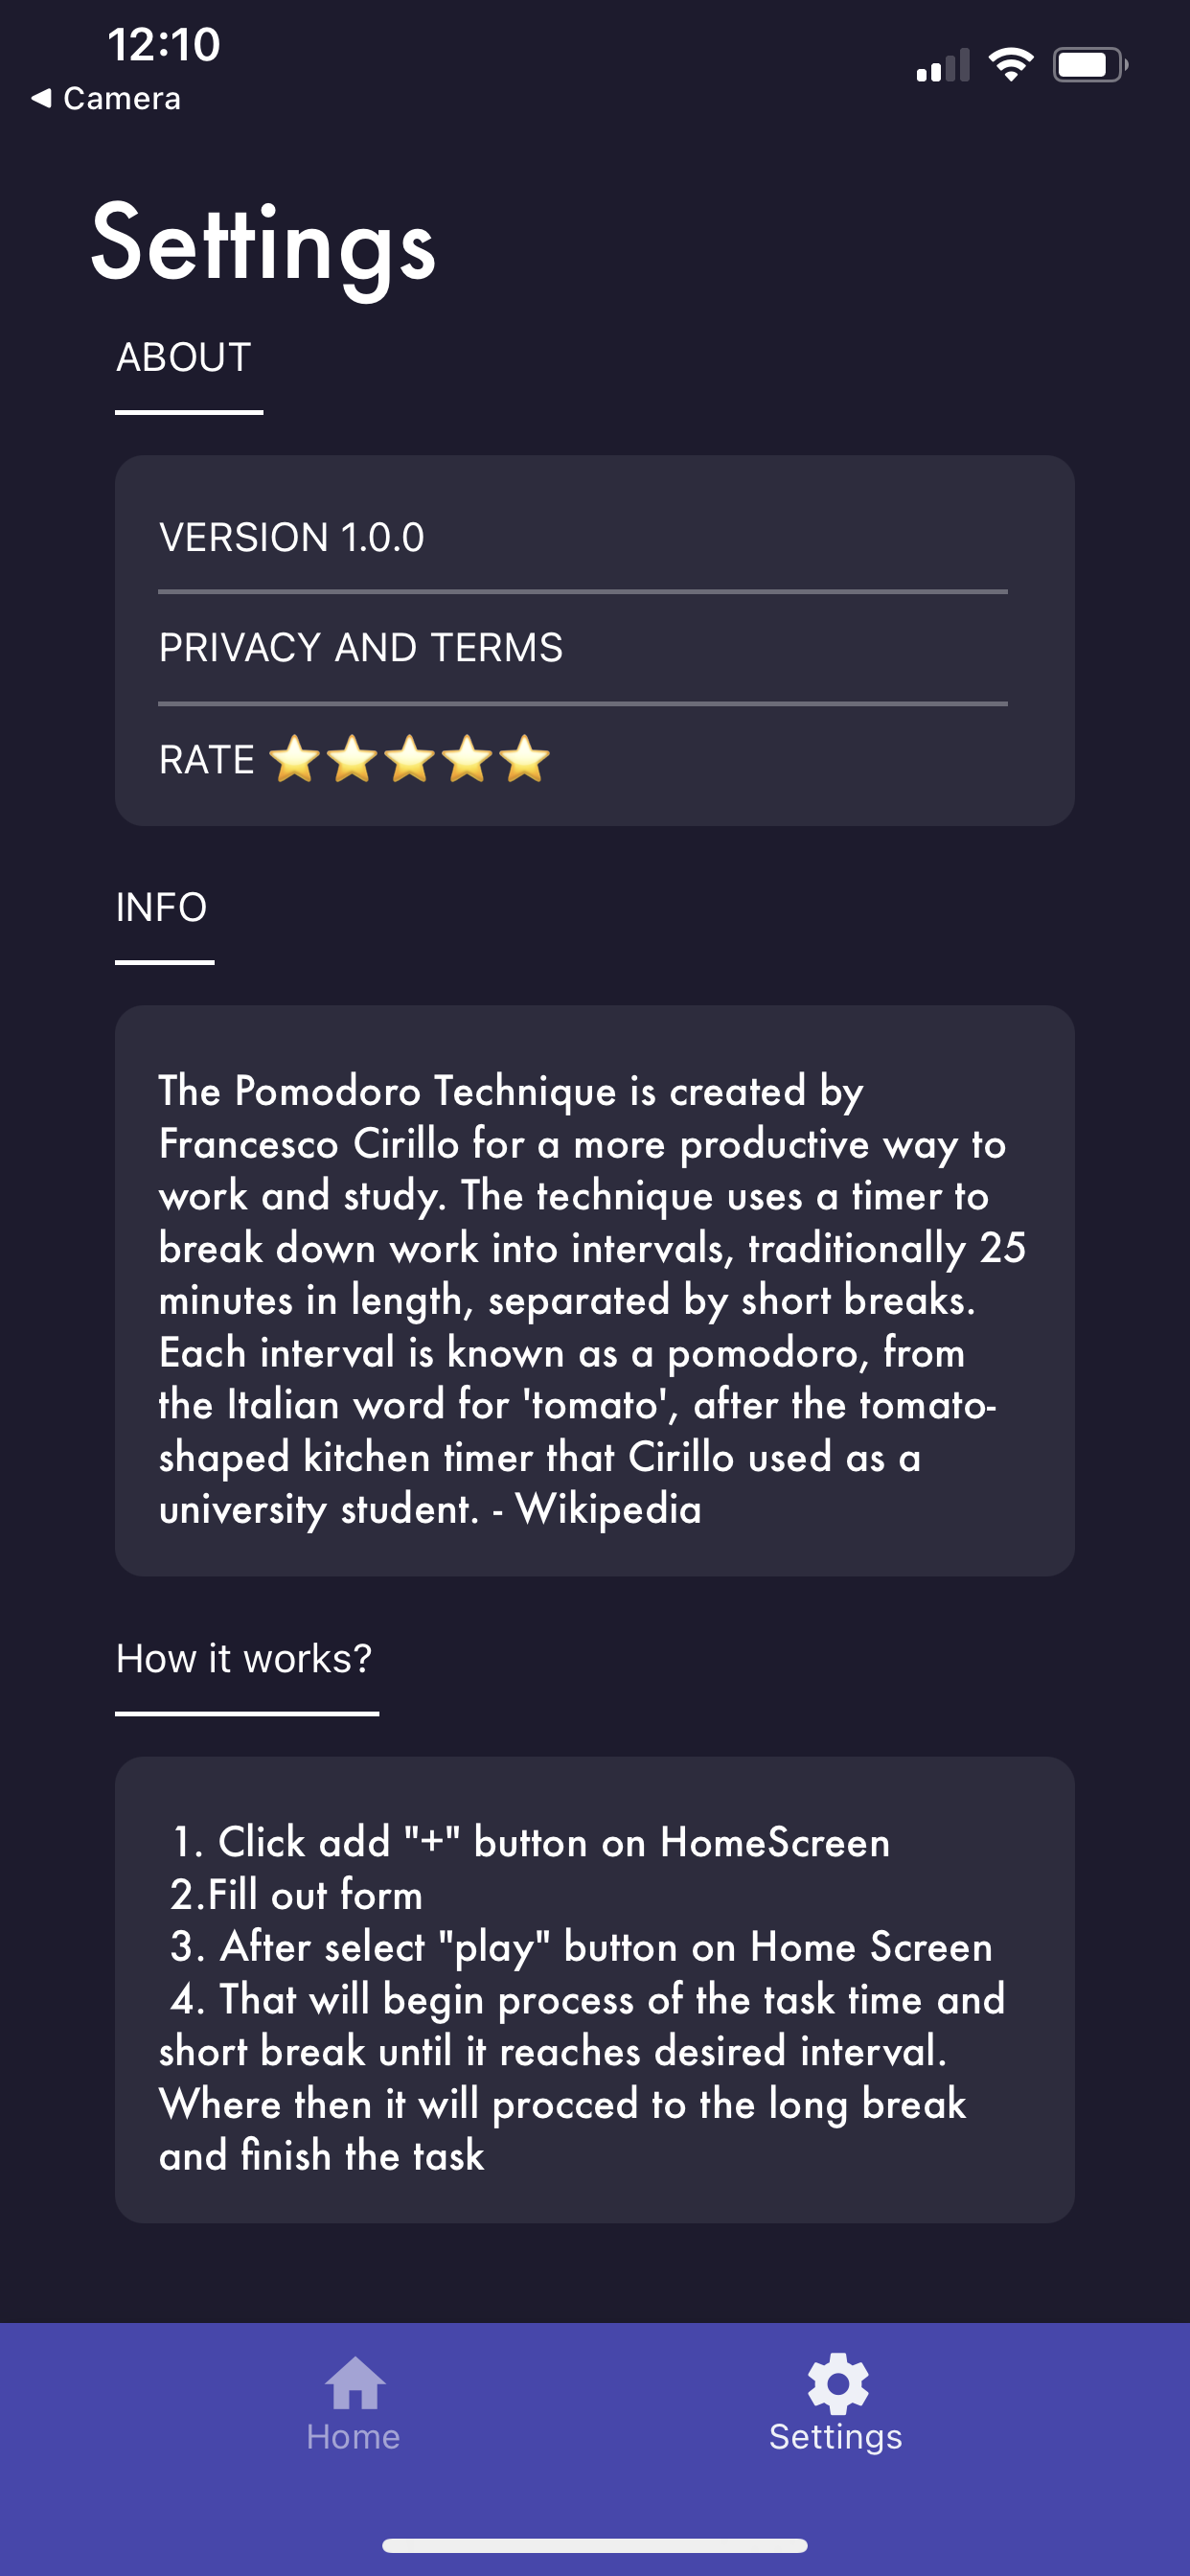 12:10
Camera
Settings
ABOUT
VERSION 1.0.0
PRIVACY AND TERMS
RATE ⭐⭐⭐⭐⭐
INFO
The Pomodoro Technique is created by
Francesco Cirillo for a more productive way to
work and study. The technique uses a timer to
break down work into intervals, traditionally 25
minutes in length, separated by short breaks.
Each interval is known as a pomodoro, from
the Italian word for 'tomato', after the tomato-
shaped kitchen timer that Cirillo used as a
university student. - Wikipedia
How it works?
1. Click add "+" button on HomeScreen
2.Fill out form
3. After select "play" button on Home Screen
4. That will begin process of the task time and
short break until it reaches desired interval.
Where then it will procced to the long break
and finish the task
Home
Settings